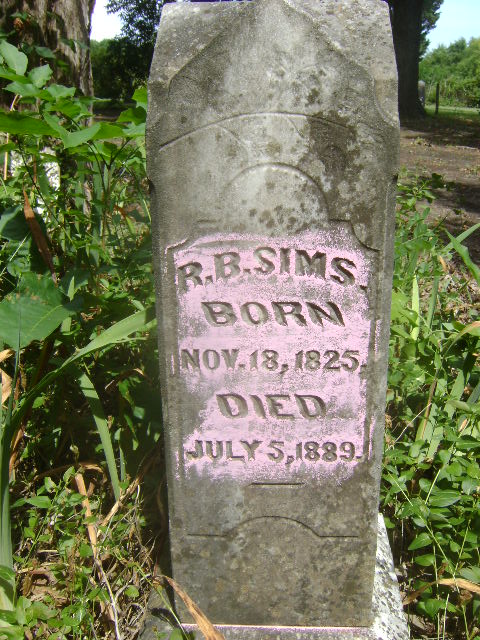 R.B.SIMS.
BORN
NOV.18,1825.
DIED
JULY 5,1889.